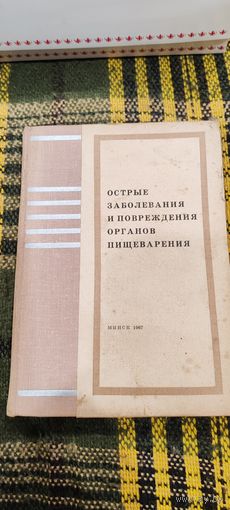 ОСТРЫЕ
ЗАБОЛЕВАНИЯ
И ПОВРЕЖДЕНИЯ
ОРГАНОВ
ПИЩЕВАРЕНИЯ
МИНСК 1967